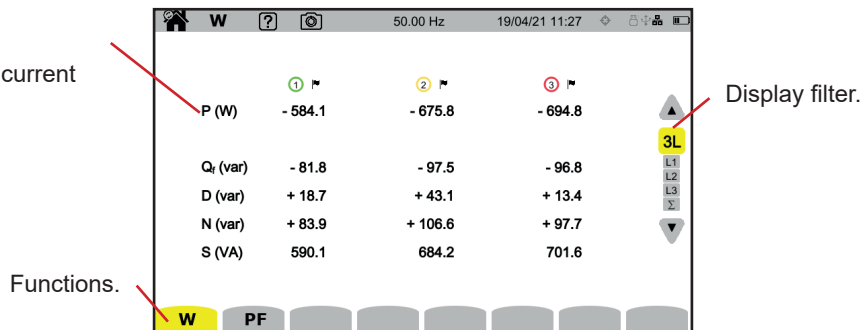 W ? 50.00 Hz 19/04/21 11:27
current
1 2 3
Display filter.
P (W) - 584.1 - 675.8 - 694.8
3L
L1
L2
L3
Σ
Qf (var) - 81.8 - 97.5 - 96.8
D (var) + 18.7 + 43.1 + 13.4
N (var) + 83.9 + 106.6 + 97.7
S (VA) 590.1 684.2 701.6
Functions.
W PF